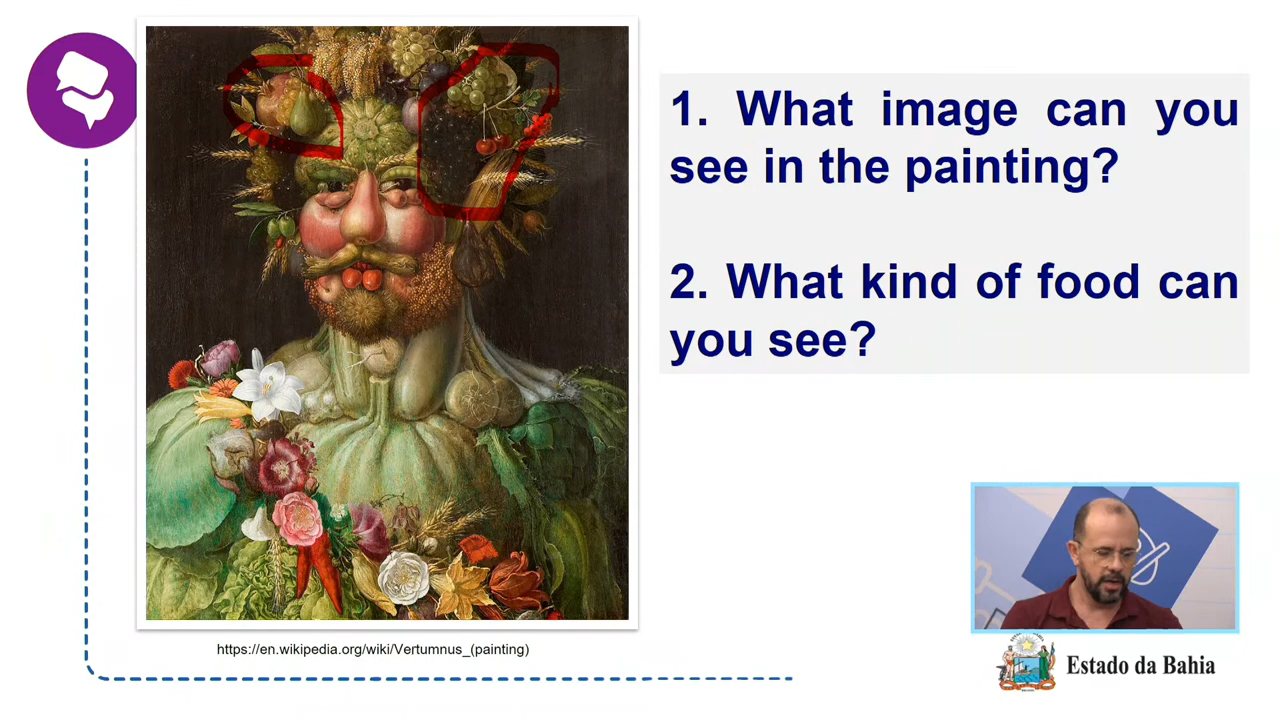 1. What image can you
see in the painting?
2. What kind of food can
you see?
https://en.wikipedia.org/wiki/Vertumnus_(painting)
Estado da Bahia